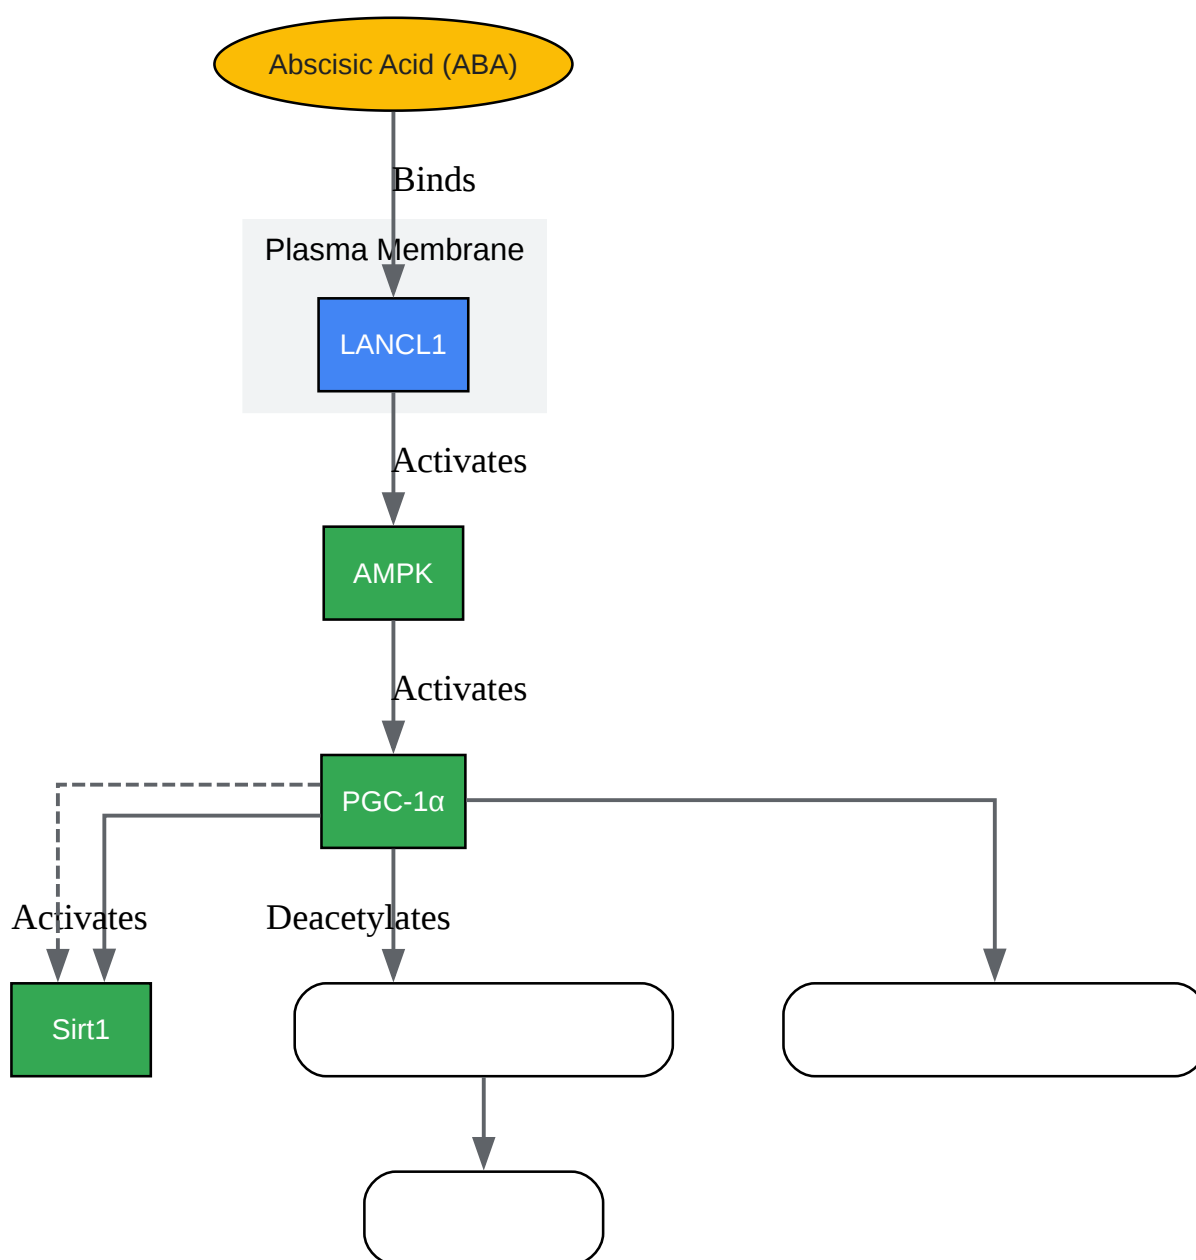 Abscisic Acid (ABA)
Binds
Plasma Membrane
LANCL1
Activates
AMPK
Activates
PGC-1α
Activates
Deacetylates
Sirt1